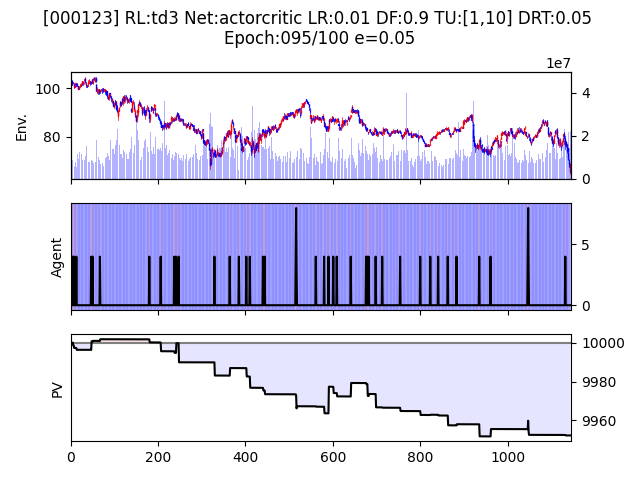 [000123] RL:td3 Net:actorcritic LR:0.01 DF:0.9 TU:[1,10] DRT:0.05
Epoch:095/100 e=0.05
1e7
100
80
Env.
4
2
0
Agent
5
0
PV
10000
9980
9960
0
200
400
600
800
1000